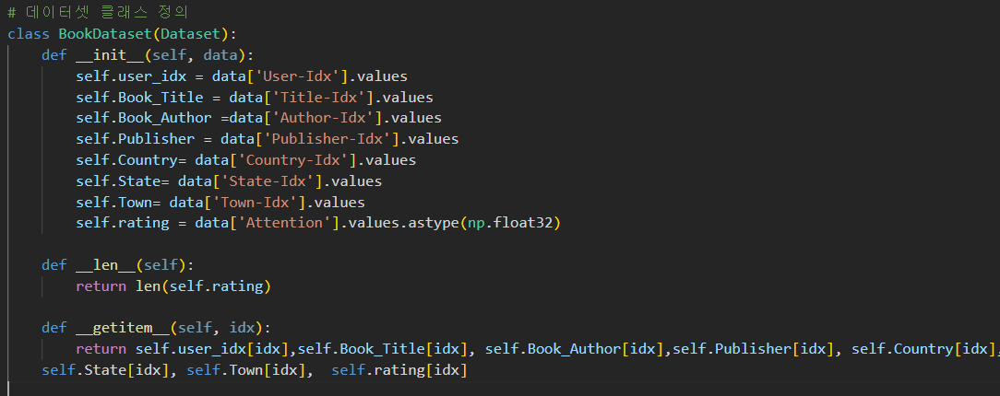 # 데이터셋 클래스 정의
class BookDataset(Dataset):
    def __init__(self, data):
        self.user_idx = data['User-Idx'].values
        self.Book_Title = data['Title-Idx'].values
        self.Book_Author =data['Author-Idx'].values
        self.Publisher = data['Publisher-Idx'].values
        self.Country= data['Country-Idx'].values
        self.State= data['State-Idx'].values
        self.Town= data['Town-Idx'].values
        self.rating = data['Attention'].values.astype(np.float32)

    def __len__(self):
        return len(self.rating)

    def __getitem__(self, idx):
        return self.user_idx[idx],self.Book_Title[idx], self.Book_Author[idx],self.Publisher[idx], self.Country[idx],
    self.State[idx], self.Town[idx],  self.rating[idx]